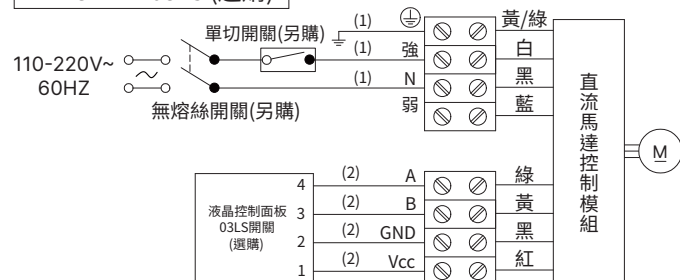 (選購)
(1) 黃/綠
單切開關(另購) (1) 強 白
110-220V~
60HZ
(1) N 黑
無熔絲開關(另購) 弱 藍
直流馬達控制模組
M
4 (2) A 綠
液晶控制面板
03LS開關
(選購)
3 (2) B 黃
2 (2) GND 黑
1 (2) Vcc 紅